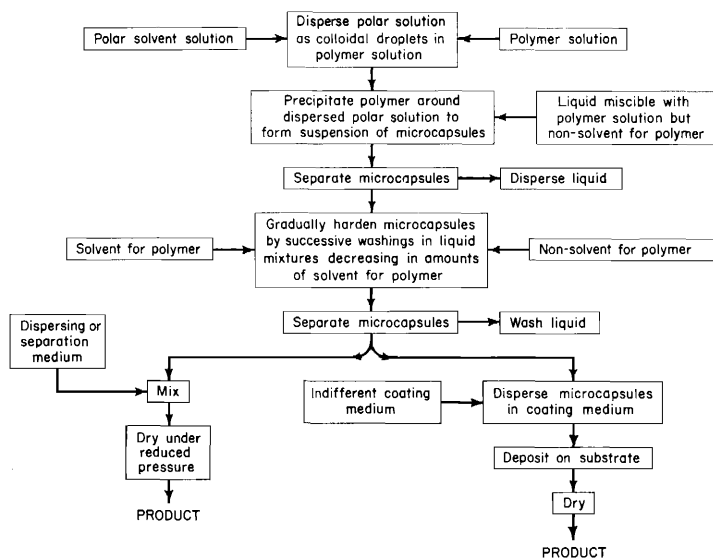 Polar solvent solution
Disperse polar solution
as colloidal droplets in
polymer solution
Polymer solution
Precipitate polymer around
dispersed polar solution to
form suspension of microcapsules
Liquid miscible with
polymer solution but
non-solvent for polymer
Separate microcapsules
Disperse liquid
Solvent for polymer
Gradually harden microcapsules
by successive washings in liquid
mixtures decreasing in amounts
of solvent for polymer
Non-solvent for polymer
Separate microcapsules
Wash liquid
Dispersing or
separation
medium
Mix
Dry under
reduced
pressure
PRODUCT
Indifferent coating
medium
Disperse microcapsules
in coating medium
Deposit on substrate
Dry
PRODUCT